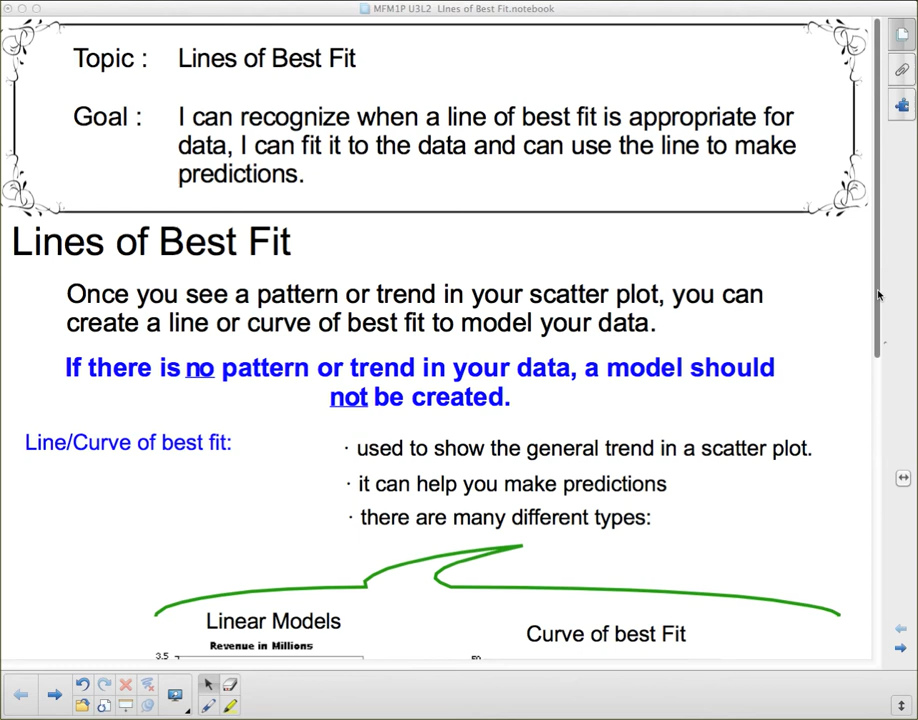 MFM1P U3L2 LInes of Best Fit.notebook
Topic : Lines of Best Fit
Goal : I can recognize when a line of best fit is appropriate for
data, I can fit it to the data and can use the line to make
predictions.
Lines of Best Fit
Once you see a pattern or trend in your scatter plot, you can
create a line or curve of best fit to model your data.
If there is no pattern or trend in your data, a model should
not be created.
Line/Curve of best fit:
· used to show the general trend in a scatter plot.
· it can help you make predictions
· there are many different types:
Linear Models
Curve of best Fit
Revenue in Millions
3.5